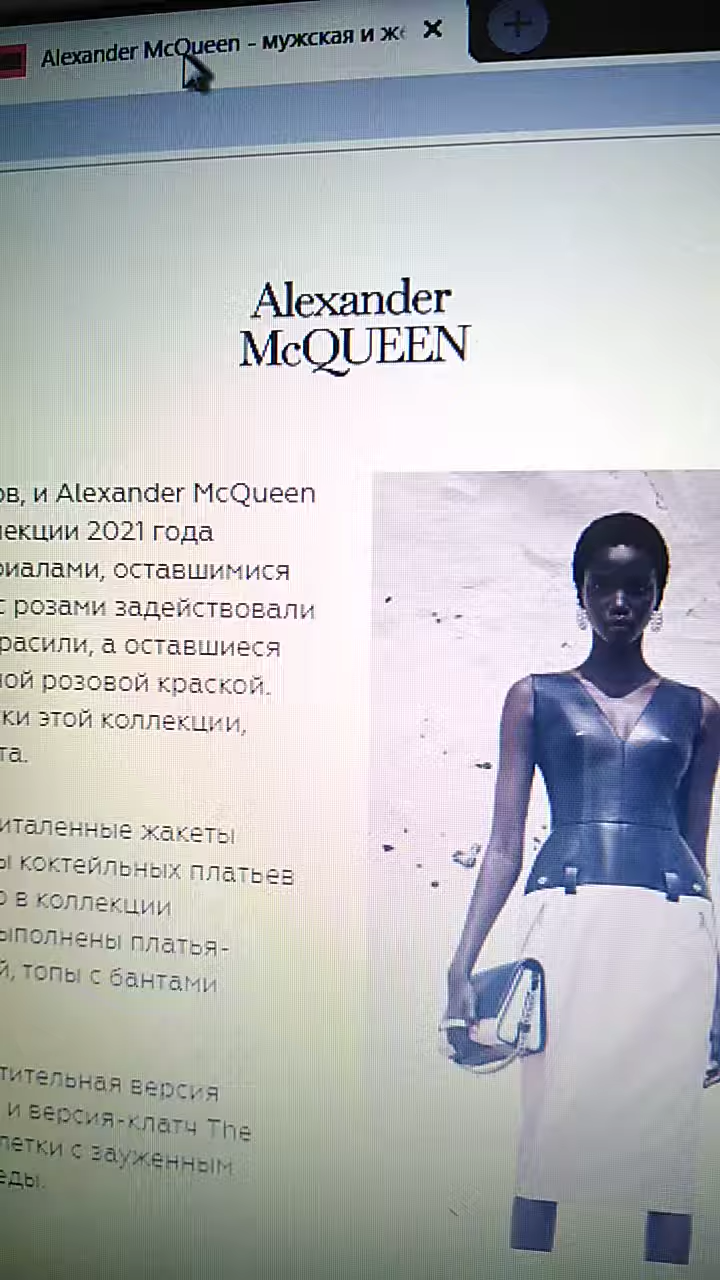 Alexander McQueen - мужская и ж
Alexander
McQUEEN
ов, и Alexander McQueen
лекции 2021 года
риалами, оставшимися
с розами задействовали
расили, а оставшиеся
ной розовой краской.
ки этой коллекции,
та.
италенные жакеты
ы коктейльных платьев
о в коллекции
ыполнены платья-
й, топы с бантами
тительная версия
и версия-клатч The
летки с зауженным
еды.